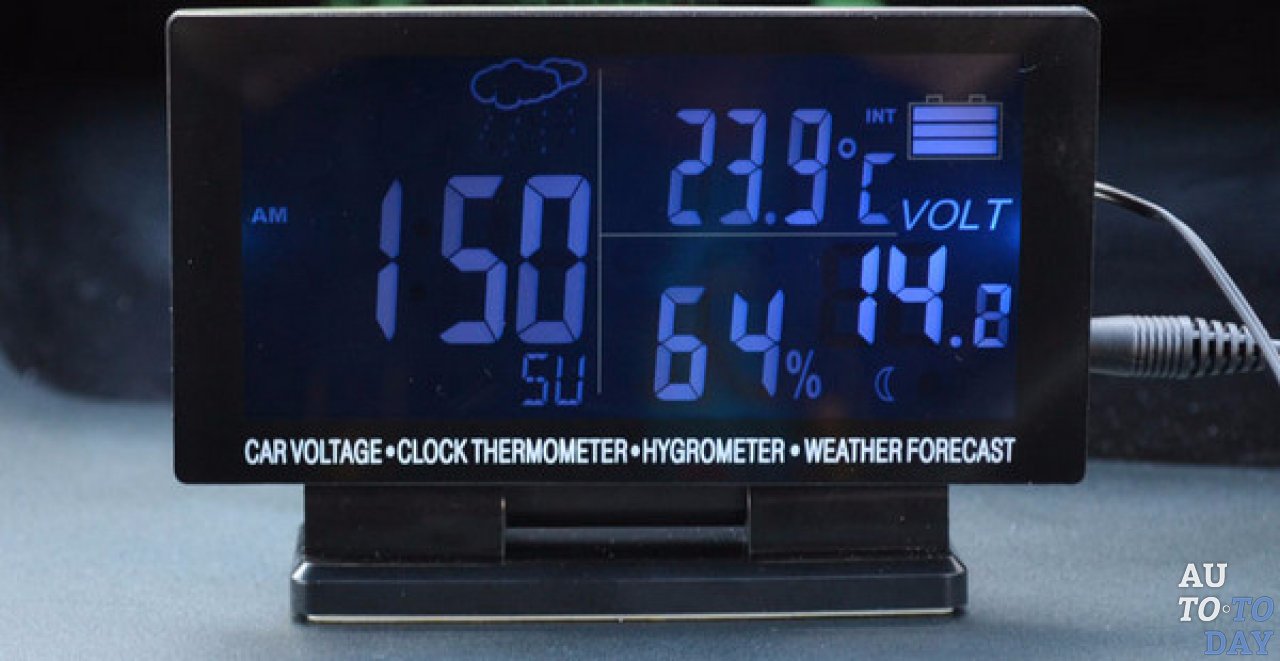 AM
150
SU
23.9°C
INT
VOLT
14.8
64%
CAR VOLTAGE•CLOCK THERMOMETER•HYGROMETER • WEATHER FORECAST
AU
TO◦TO
DAY